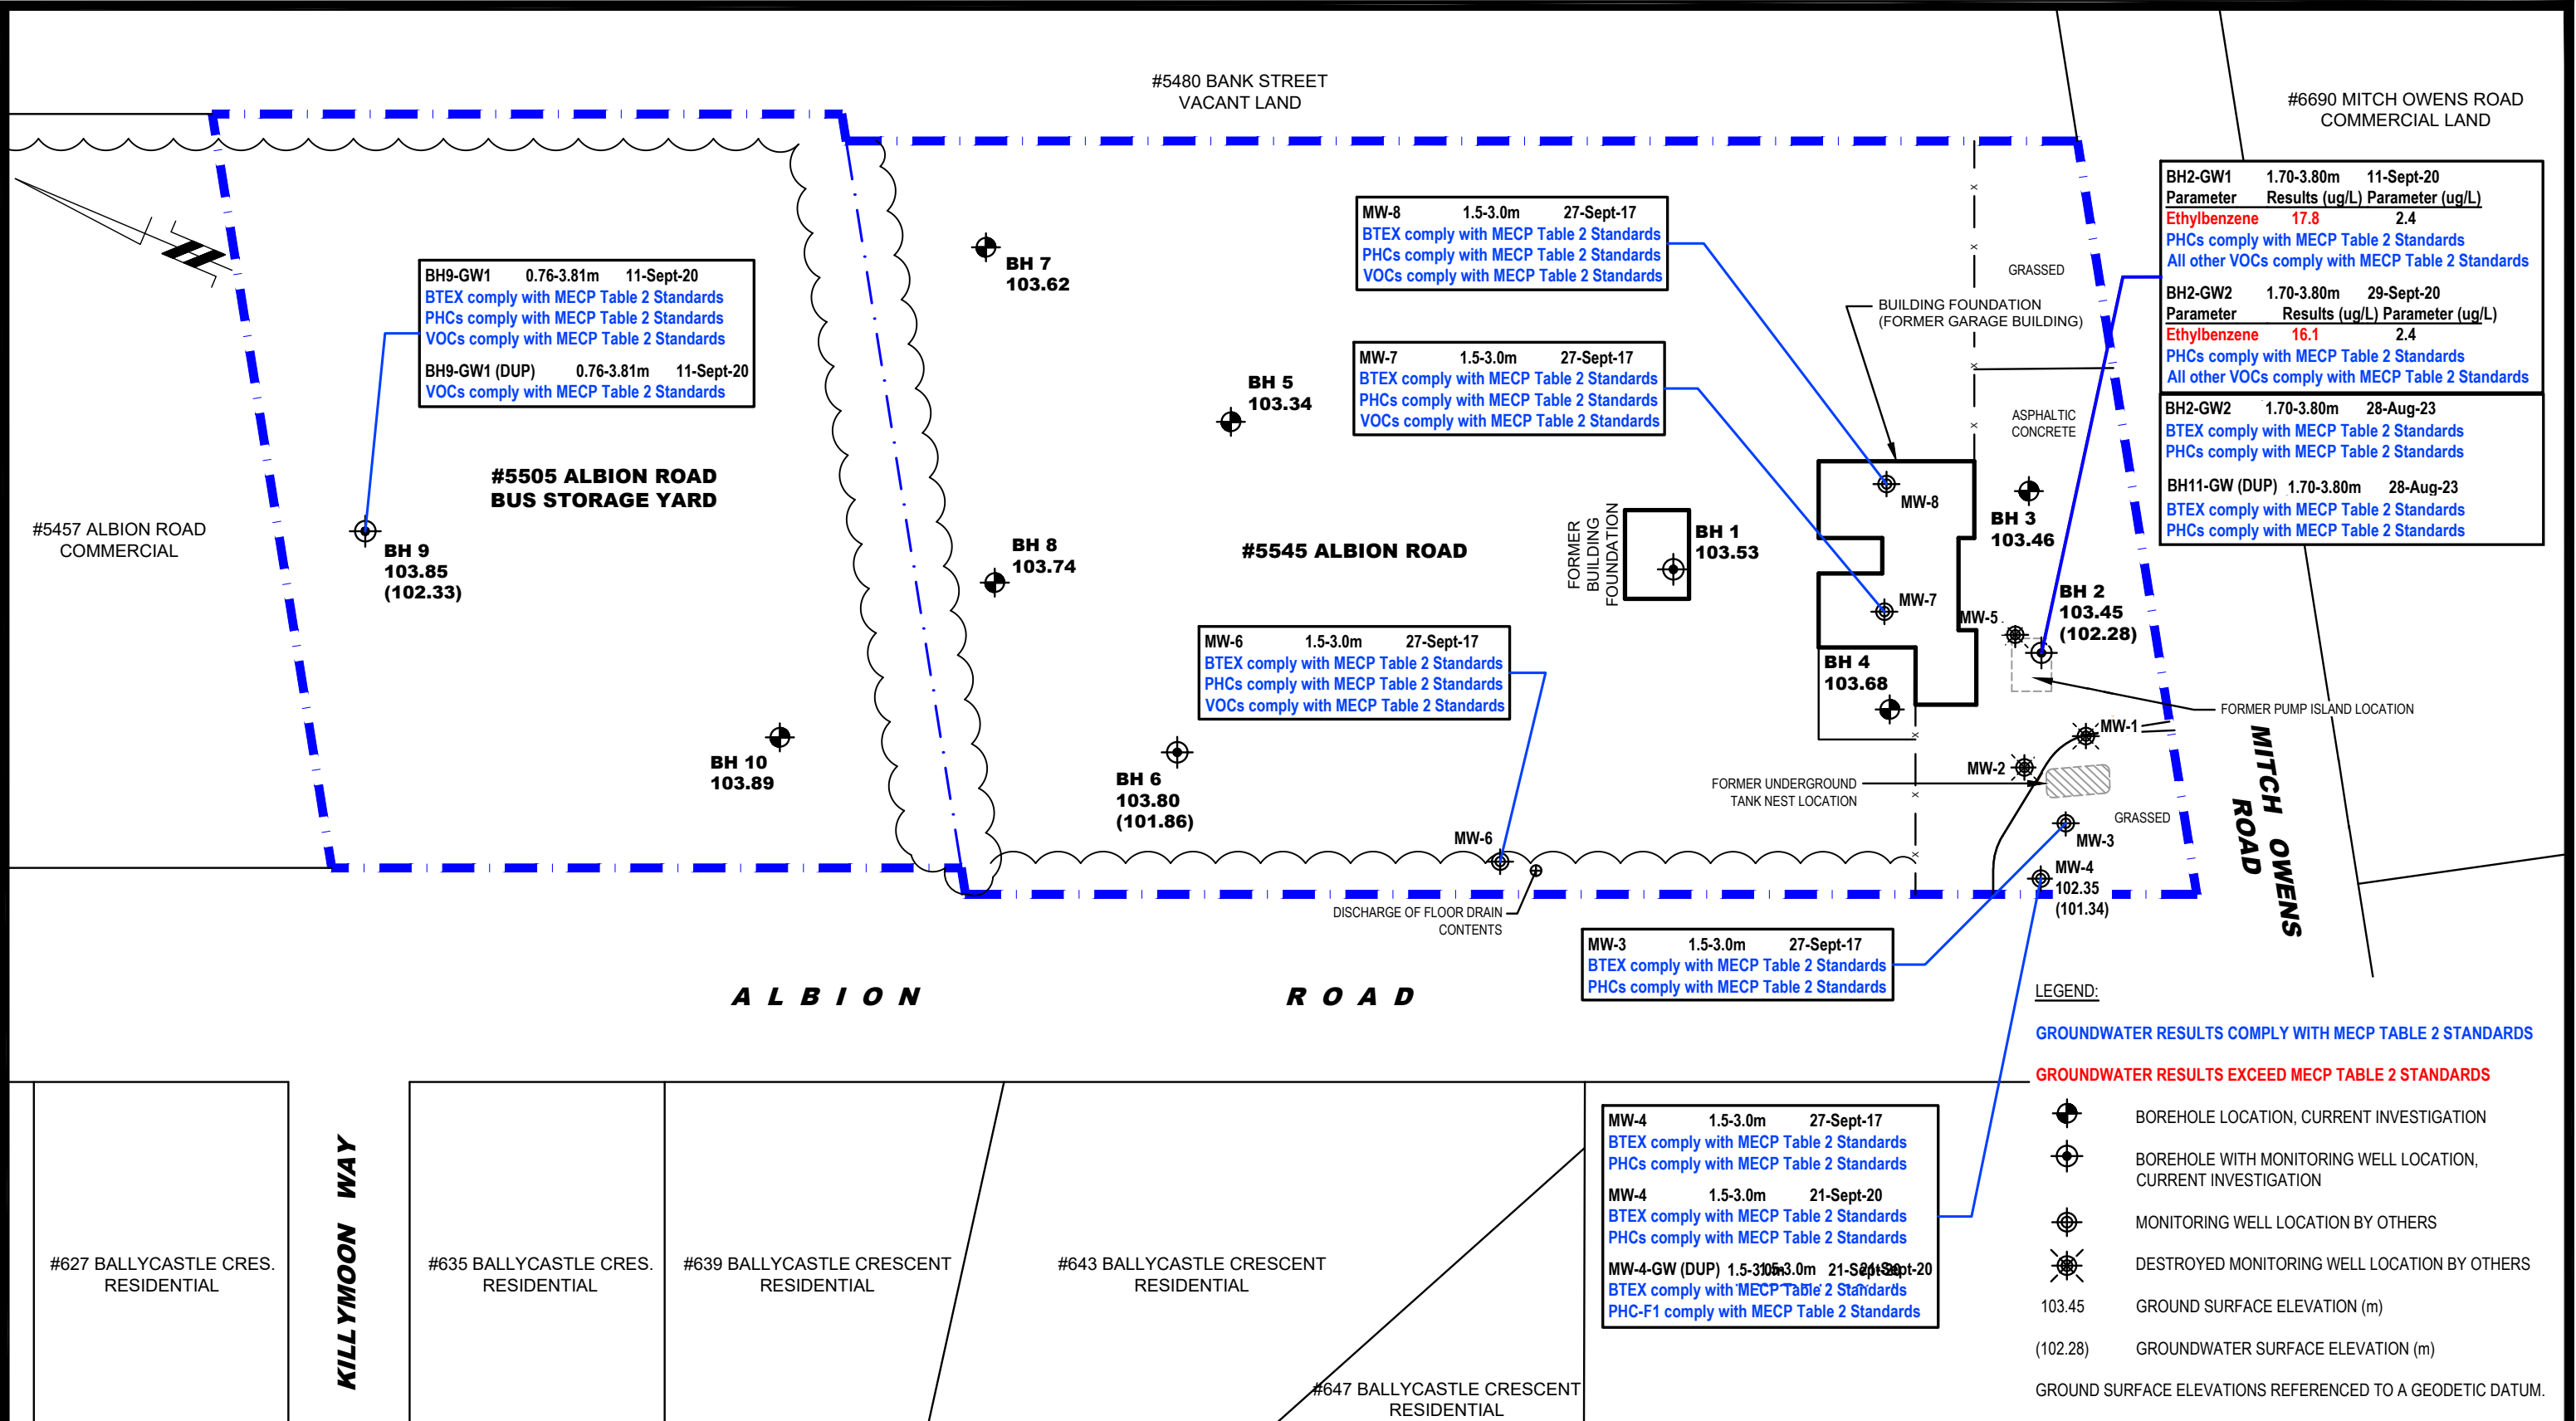 #5480 BANK STREET
VACANT LAND
#6690 MITCH OWENS ROAD
COMMERCIAL LAND
BH2-GW1 1.70-3.80m 11-Sept-20
Parameter Results (ug/L) Parameter (ug/L)
Ethylbenzene 17.8 2.4
PHCs comply with MECP Table 2 Standards
All other VOCs comply with MECP Table 2 Standards
BH2-GW2 1.70-3.80m 29-Sept-20
Parameter Results (ug/L) Parameter (ug/L)
Ethylbenzene 16.1 2.4
PHCs comply with MECP Table 2 Standards
All other VOCs comply with MECP Table 2 Standards
BH2-GW2 1.70-3.80m 28-Aug-23
BTEX comply with MECP Table 2 Standards
PHCs comply with MECP Table 2 Standards
BH11-GW (DUP) 1.70-3.80m 28-Aug-23
BTEX comply with MECP Table 2 Standards
PHCs comply with MECP Table 2 Standards
MW-8 1.5-3.0m 27-Sept-17
BTEX comply with MECP Table 2 Standards
PHCs comply with MECP Table 2 Standards
VOCs comply with MECP Table 2 Standards
BH 7
103.62
GRASSED
BH9-GW1 0.76-3.81m 11-Sept-20
BTEX comply with MECP Table 2 Standards
PHCs comply with MECP Table 2 Standards
VOCs comply with MECP Table 2 Standards
BH9-GW1 (DUP) 0.76-3.81m 11-Sept-20
VOCs comply with MECP Table 2 Standards
BUILDING FOUNDATION
(FORMER GARAGE BUILDING)
MW-7 1.5-3.0m 27-Sept-17
BTEX comply with MECP Table 2 Standards
PHCs comply with MECP Table 2 Standards
VOCs comply with MECP Table 2 Standards
BH 5
103.34
ASPHALTIC
CONCRETE
#5505 ALBION ROAD
BUS STORAGE YARD
#5457 ALBION ROAD
COMMERCIAL
BH 9
103.85
(102.33)
BH 8
103.74
#5545 ALBION ROAD
FORMER
BUILDING
FOUNDATION
BH 1
103.53
MW-8
BH 3
103.46
MW-7
MW-5
BH 2
103.45
(102.28)
MW-6 1.5-3.0m 27-Sept-17
BTEX comply with MECP Table 2 Standards
PHCs comply with MECP Table 2 Standards
VOCs comply with MECP Table 2 Standards
BH 4
103.68
FORMER PUMP ISLAND LOCATION
MW-1
BH 10
103.89
BH 6
103.80
(101.86)
MW-2
FORMER UNDERGROUND
TANK NEST LOCATION
GRASSED
MW-3
MW-6
MW-4
102.35
(101.34)
MITCH OWENS
ROAD
DISCHARGE OF FLOOR DRAIN
CONTENTS
MW-3 1.5-3.0m 27-Sept-17
BTEX comply with MECP Table 2 Standards
PHCs comply with MECP Table 2 Standards
ALBION ROAD
LEGEND:
GROUNDWATER RESULTS COMPLY WITH MECP TABLE 2 STANDARDS
GROUNDWATER RESULTS EXCEED MECP TABLE 2 STANDARDS
BOREHOLE LOCATION, CURRENT INVESTIGATION
BOREHOLE WITH MONITORING WELL LOCATION,
CURRENT INVESTIGATION
MONITORING WELL LOCATION BY OTHERS
DESTROYED MONITORING WELL LOCATION BY OTHERS
103.45 GROUND SURFACE ELEVATION (m)
(102.28) GROUNDWATER SURFACE ELEVATION (m)
GROUND SURFACE ELEVATIONS REFERENCED TO A GEODETIC DATUM.
MW-4 1.5-3.0m 27-Sept-17
BTEX comply with MECP Table 2 Standards
PHCs comply with MECP Table 2 Standards
MW-4 1.5-3.0m 21-Sept-20
BTEX comply with MECP Table 2 Standards
PHCs comply with MECP Table 2 Standards
MW-4-GW (DUP) 1.5-3.0m 21-Sept-20
BTEX comply with MECP Table 2 Standards
PHC-F1 comply with MECP Table 2 Standards
KILLYMOON WAY
#627 BALLYCASTLE CRES.
RESIDENTIAL
#635 BALLYCASTLE CRES.
RESIDENTIAL
#639 BALLYCASTLE CRESCENT
RESIDENTIAL
#643 BALLYCASTLE CRESCENT
RESIDENTIAL
#647 BALLYCASTLE CRESCENT
RESIDENTIAL